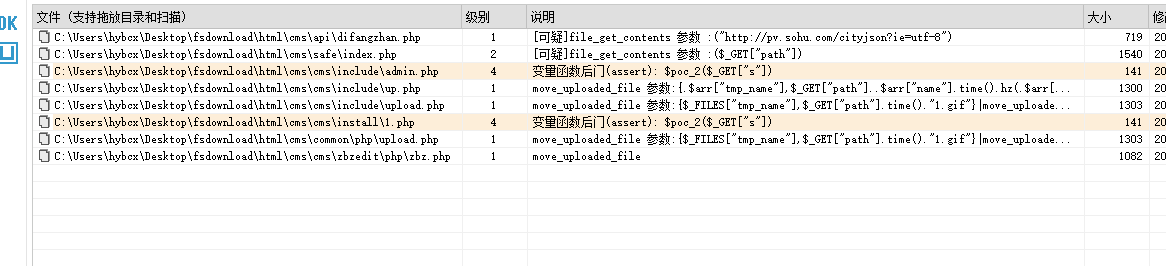 OK
文件（支持拖放目录和扫描） 级别 说明 大小 修
C:\Users\hybcx\Desktop\fsdownload\html\cms\api\difangzhan.php 1 [可疑]file_get_contents 参数 :("http://pv.sohu.com/cityjson?ie=utf-8") 719 20
C:\Users\hybcx\Desktop\fsdownload\html\cms\safe\index.php 2 [可疑]file_get_contents 参数 :($_GET["path"]) 1540 20
C:\Users\hybcx\Desktop\fsdownload\html\cms\cms\include\admin.php 4 变量函数后门(assert): $poc_2($_GET["s"]) 141 20
C:\Users\hybcx\Desktop\fsdownload\html\cms\cms\include\up.php 1 move_uploaded_file 参数:{.$arr["tmp_name"],$_GET["path"]..$arr["name"].time().hz(.$arr[... 1300 20
C:\Users\hybcx\Desktop\fsdownload\html\cms\cms\include\upload.php 1 move_uploaded_file 参数:{$_FILES["tmp_name"],$_GET["path"].time()."1.gif"}|move_uploade... 1303 20
C:\Users\hybcx\Desktop\fsdownload\html\cms\cms\install\1.php 4 变量函数后门(assert): $poc_2($_GET["s"]) 141 20
C:\Users\hybcx\Desktop\fsdownload\html\cms\cms\common\php\upload.php 1 move_uploaded_file 参数:{$_FILES["tmp_name"],$_GET["path"].time()."1.gif"}|move_uploade... 1303 20
C:\Users\hybcx\Desktop\fsdownload\html\cms\cms\zbzedit\php\zbz.php 1 move_uploaded_file 1082 20